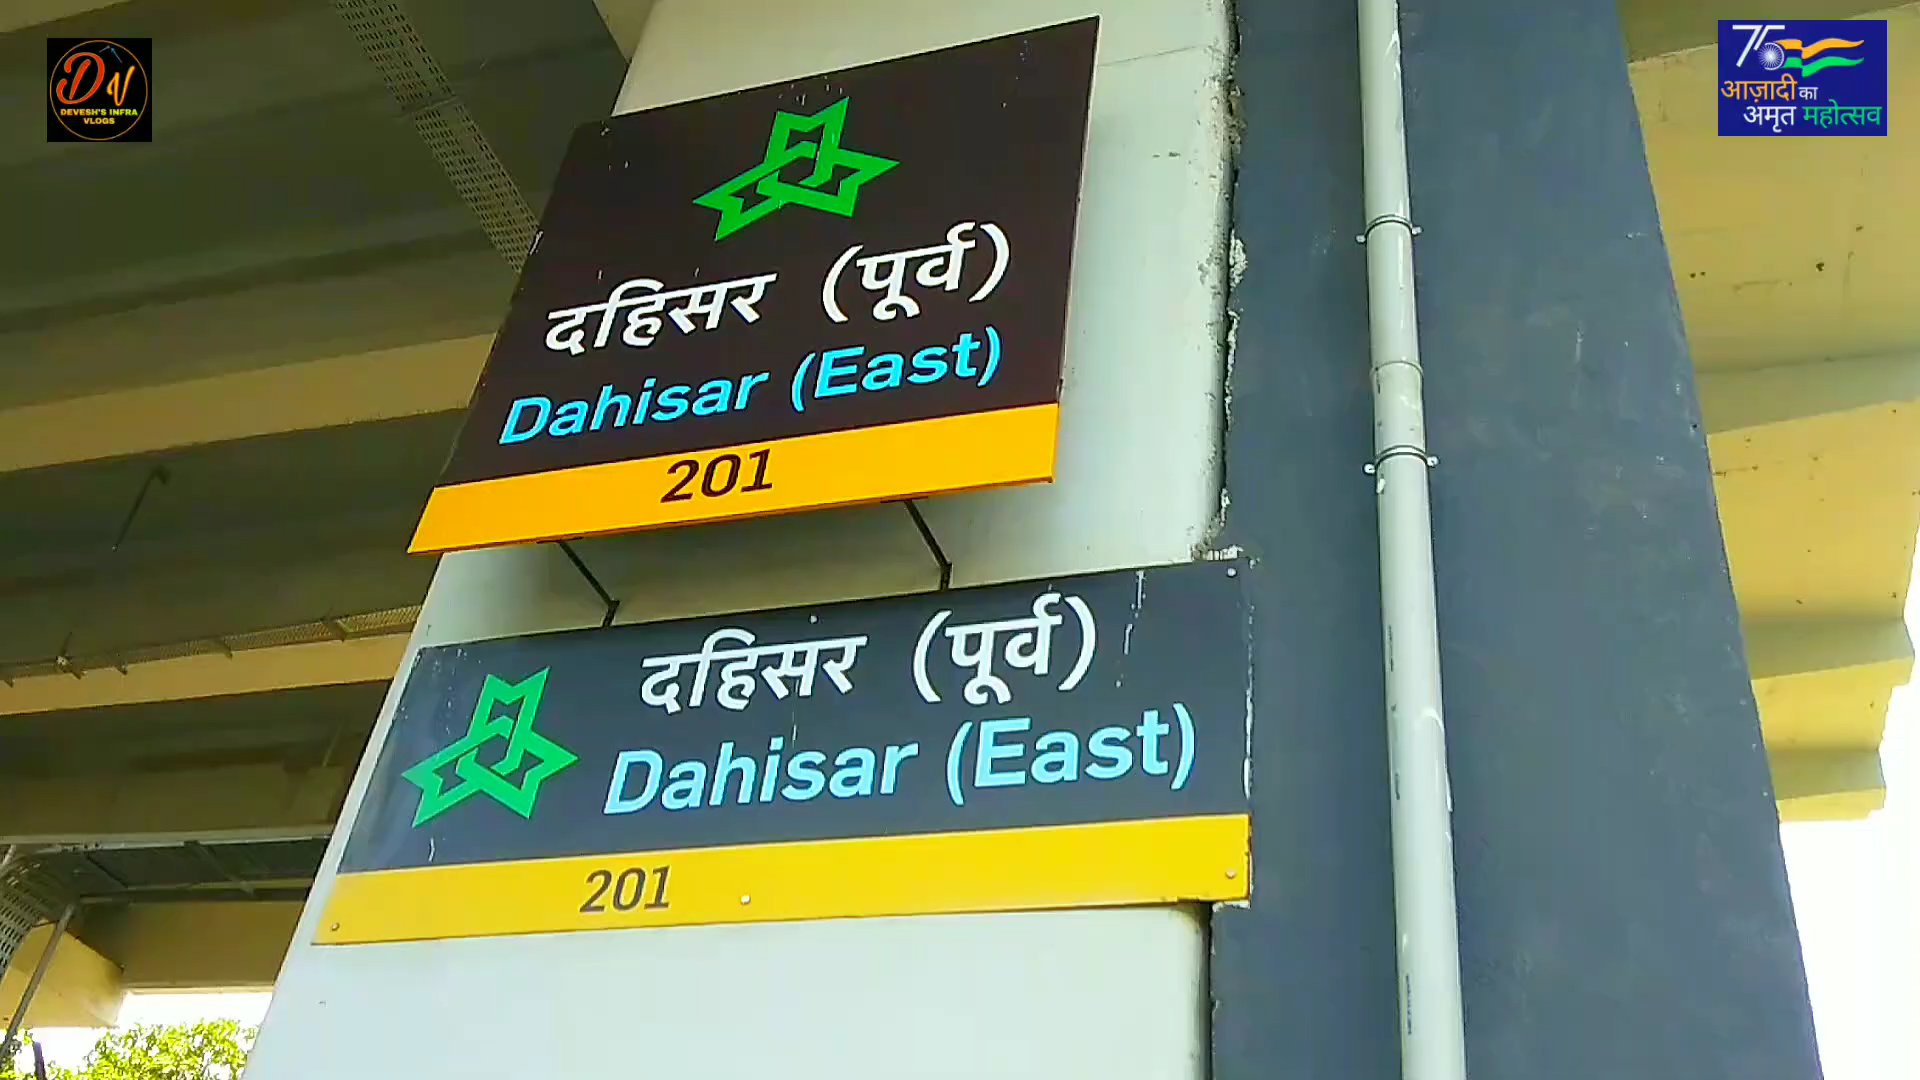 DV
DEVESH'S INFRA
VLOGS
75
आज़ादी का
अमृत महोत्सव
दहिसर (पूर्व)
Dahisar (East)
201
दहिसर (पूर्व)
Dahisar (East)
201